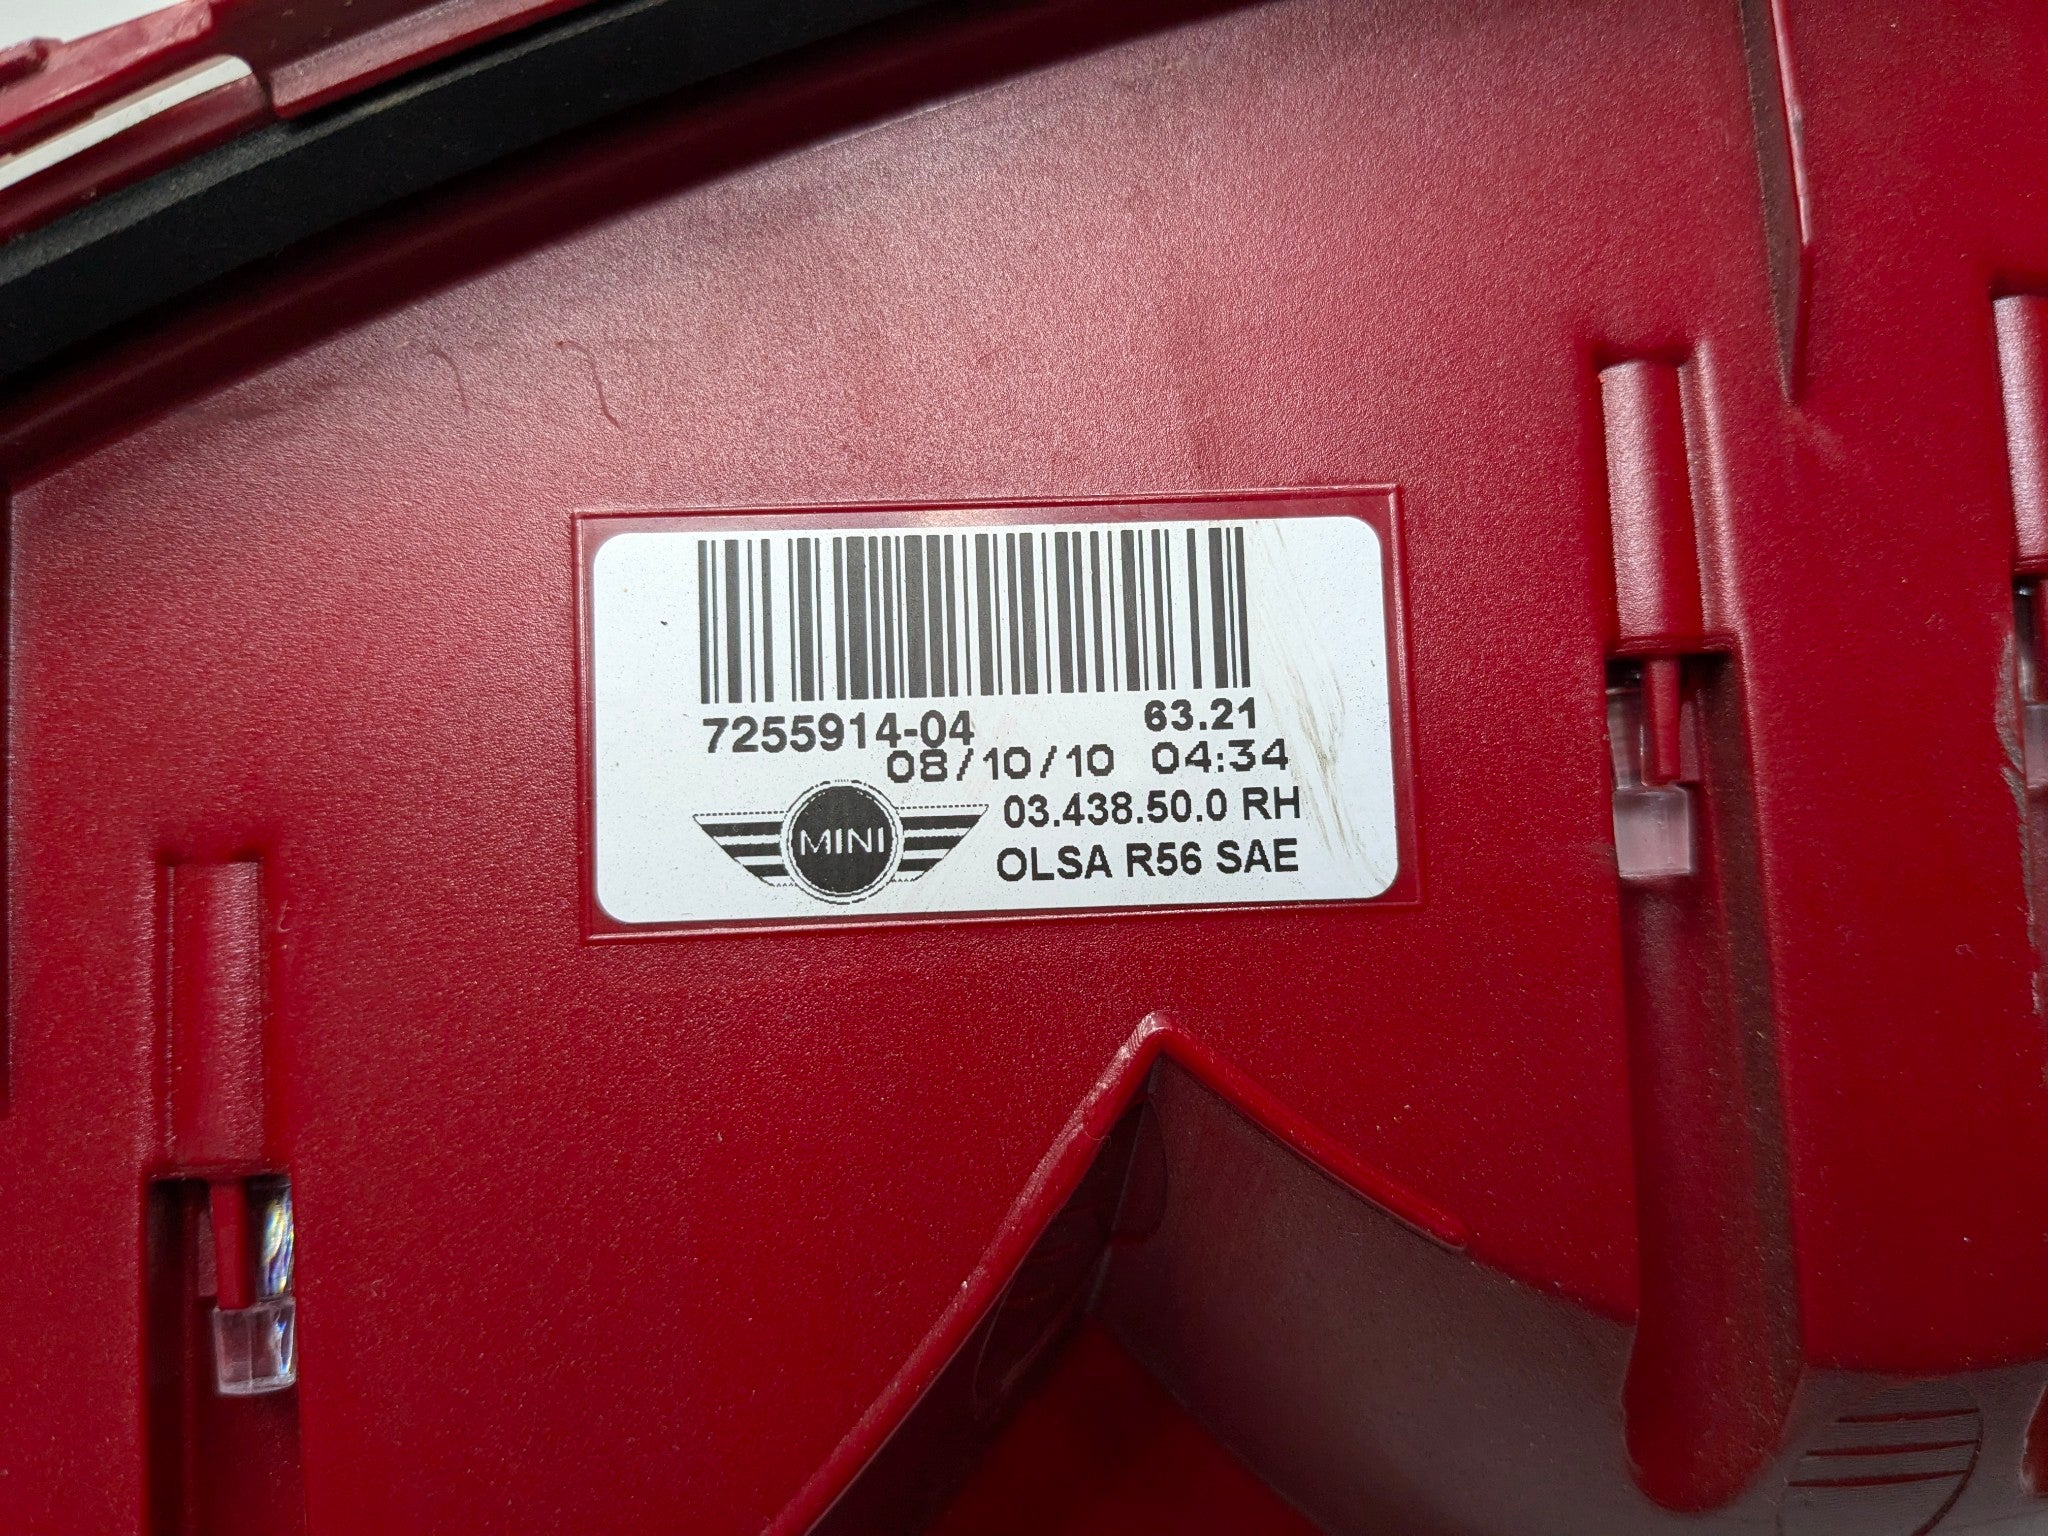 7255914-04 63.21
08/10/10 04:34
03.438.50.0 RH
MINI
OLSA R56 SAE